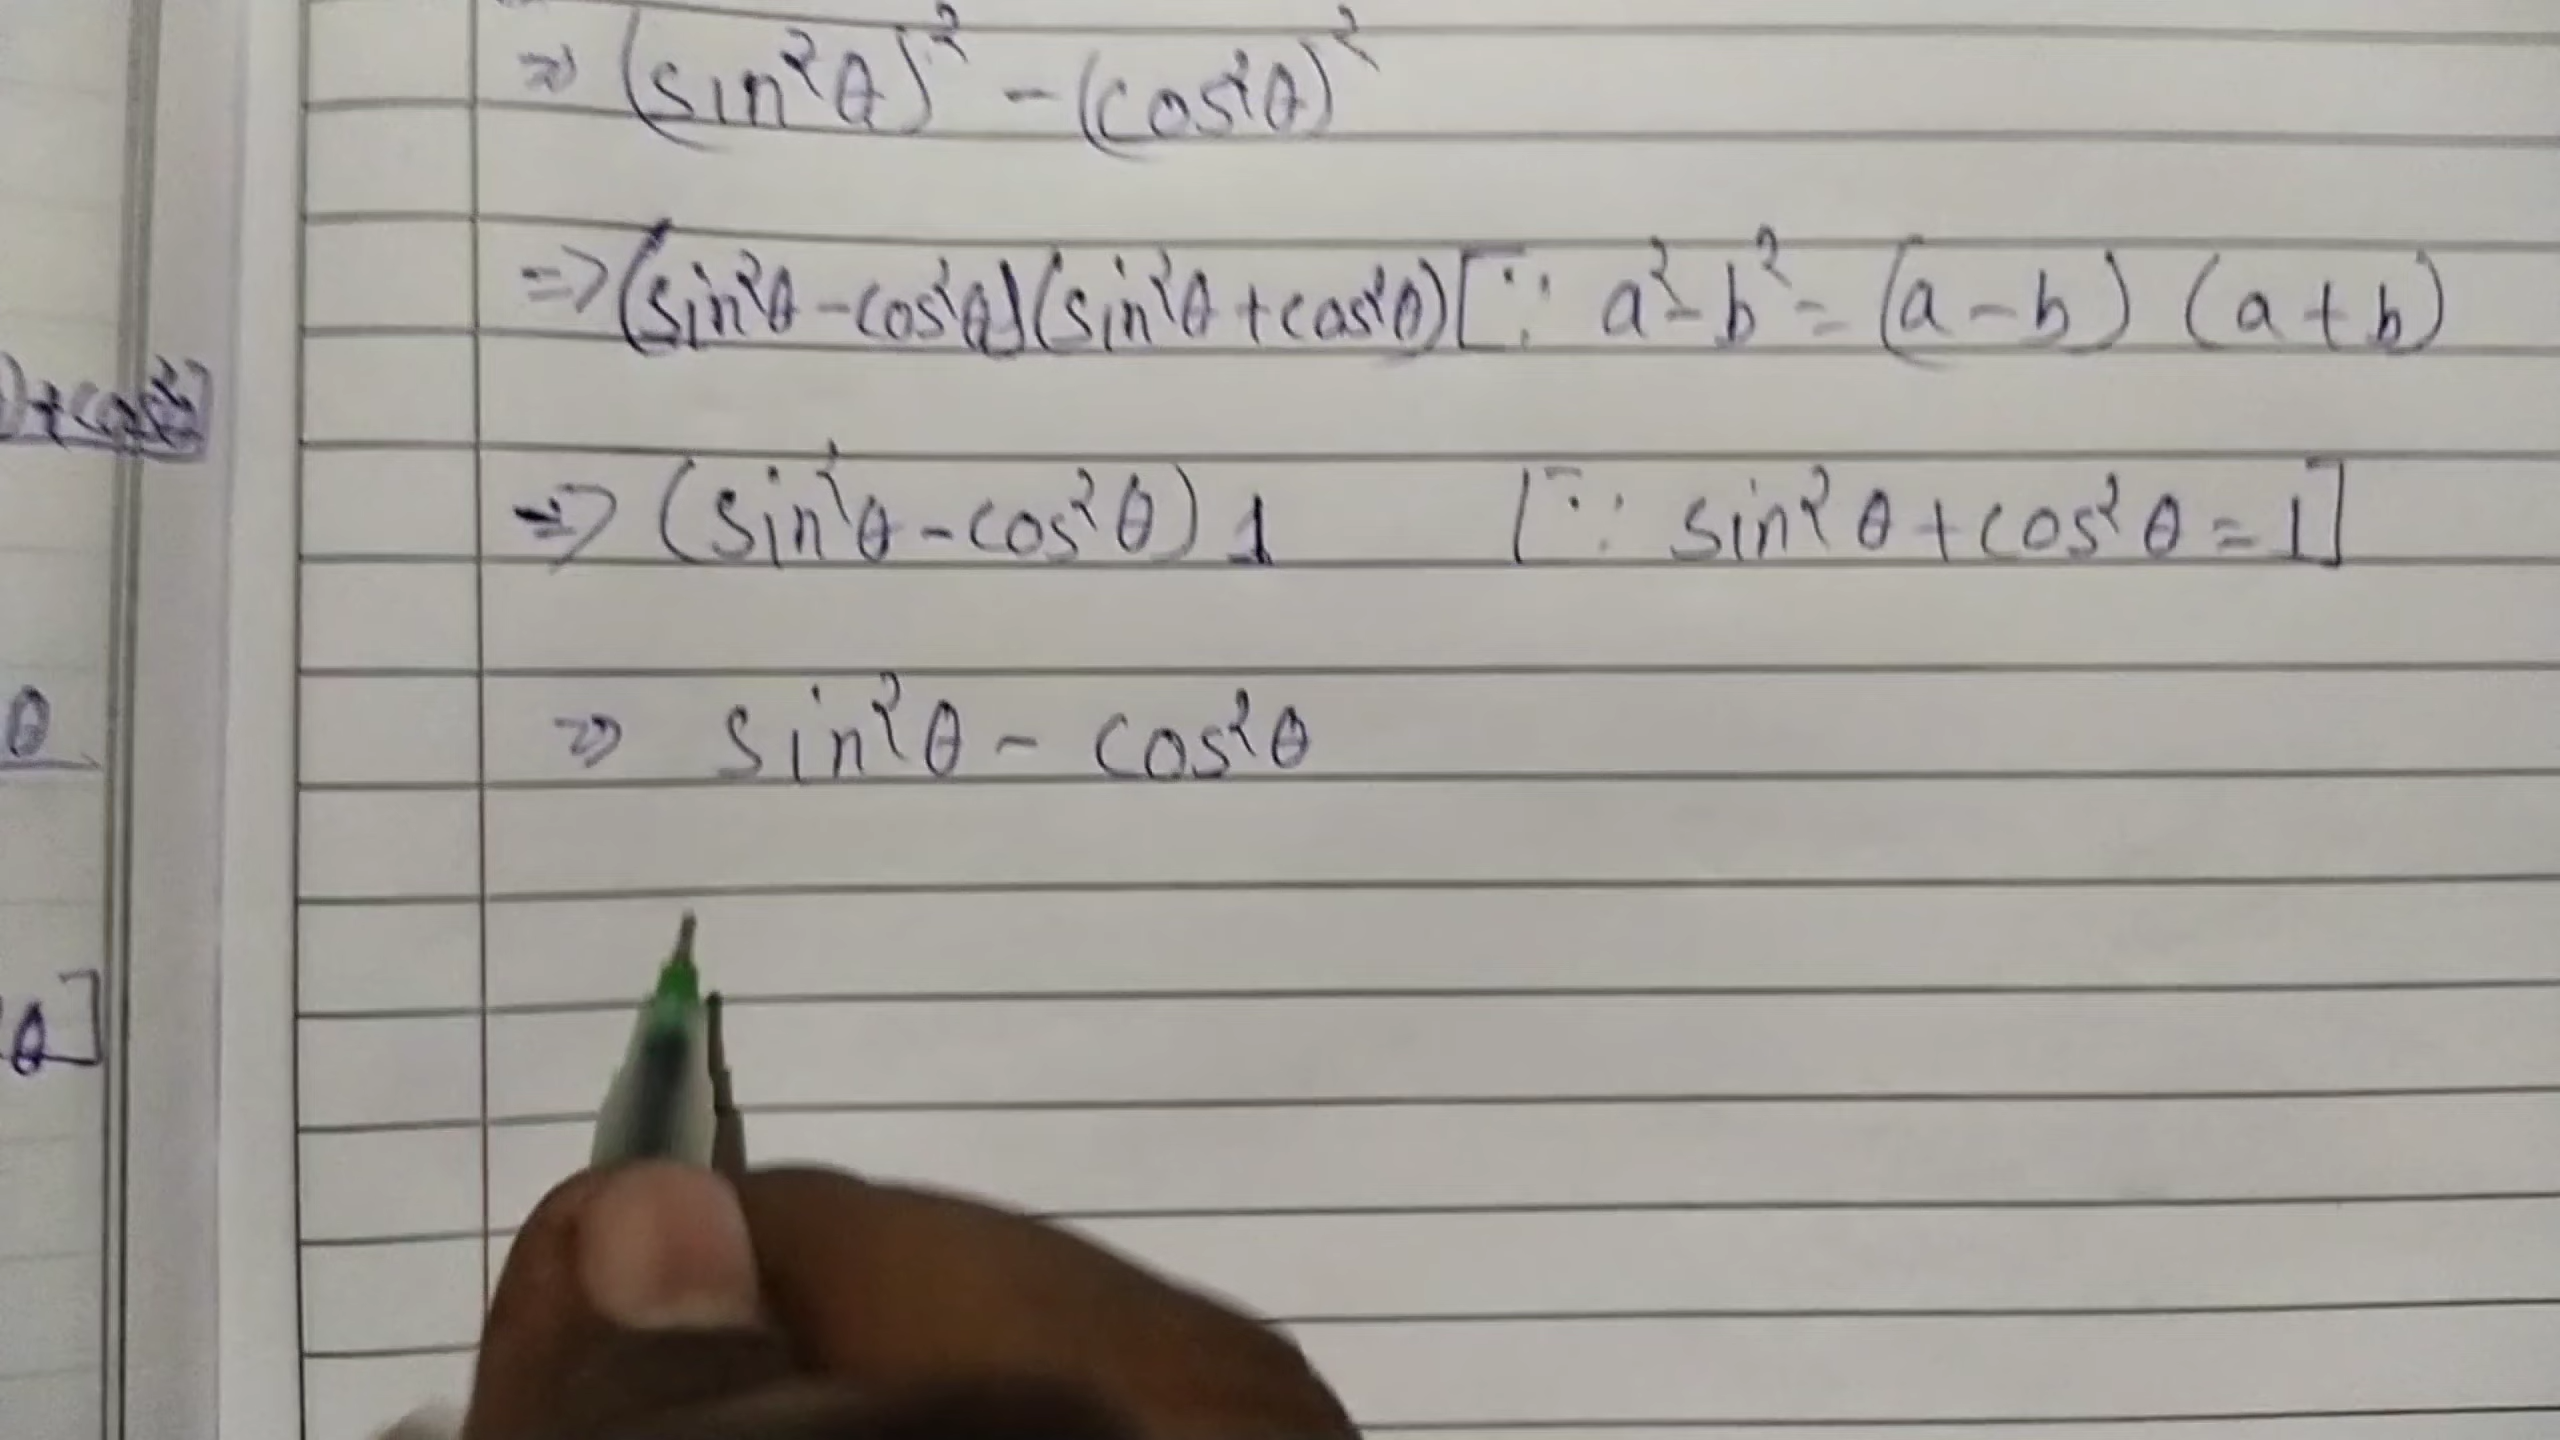 ⇒ (sin²θ)² - (cos²θ)²
⇒ (sin²θ - cos²θ) (sin²θ + cos²θ) [∵ a² - b² = (a - b) (a + b)
⇒ (sin²θ - cos²θ) 1 [∵ sin²θ + cos²θ = 1]
⇒ sin²θ - cos²θ
θ
θ]